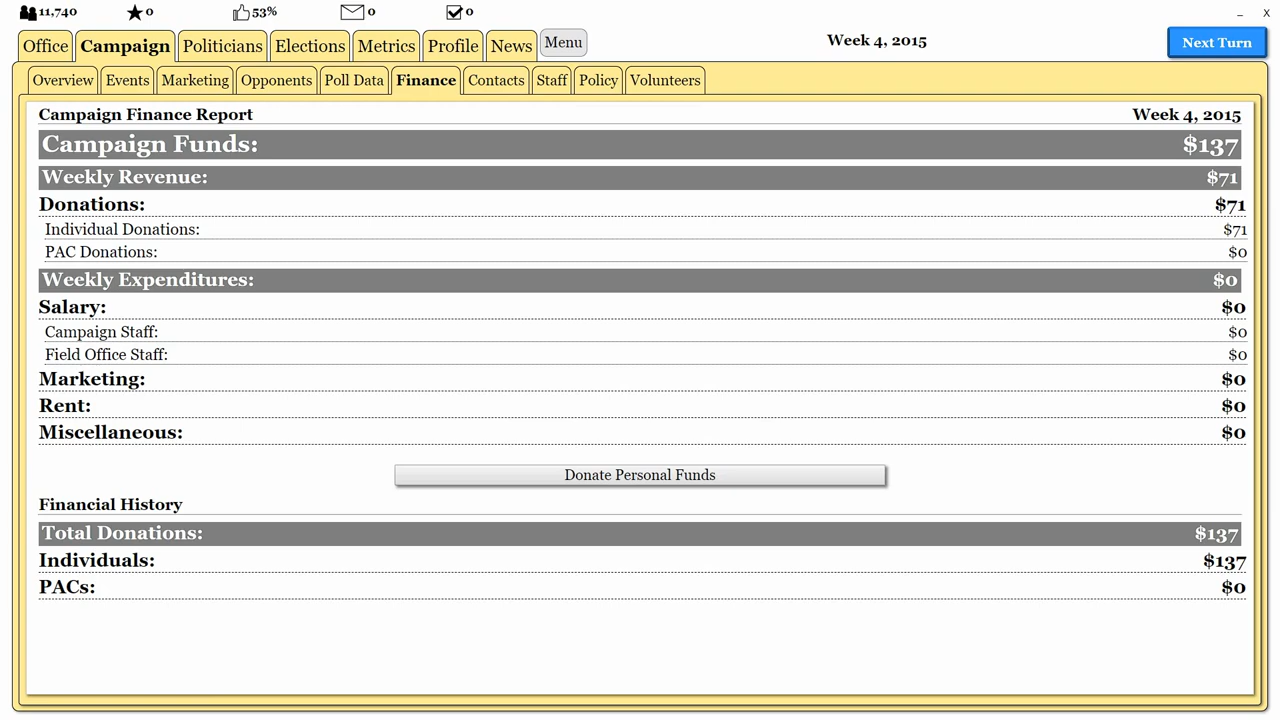 11,740 0 53% 0 0 _ X
Office Campaign Politicians Elections Metrics Profile News Menu Week 4, 2015 Next Turn
Overview Events Marketing Opponents Poll Data Finance Contacts Staff Policy Volunteers
Campaign Finance Report Week 4, 2015
Campaign Funds: $137
Weekly Revenue: $71
Donations: $71
Individual Donations: $71
PAC Donations: $0
Weekly Expenditures: $0
Salary: $0
Campaign Staff: $0
Field Office Staff: $0
Marketing: $0
Rent: $0
Miscellaneous: $0
Donate Personal Funds
Financial History
Total Donations: $137
Individuals: $137
PACs: $0